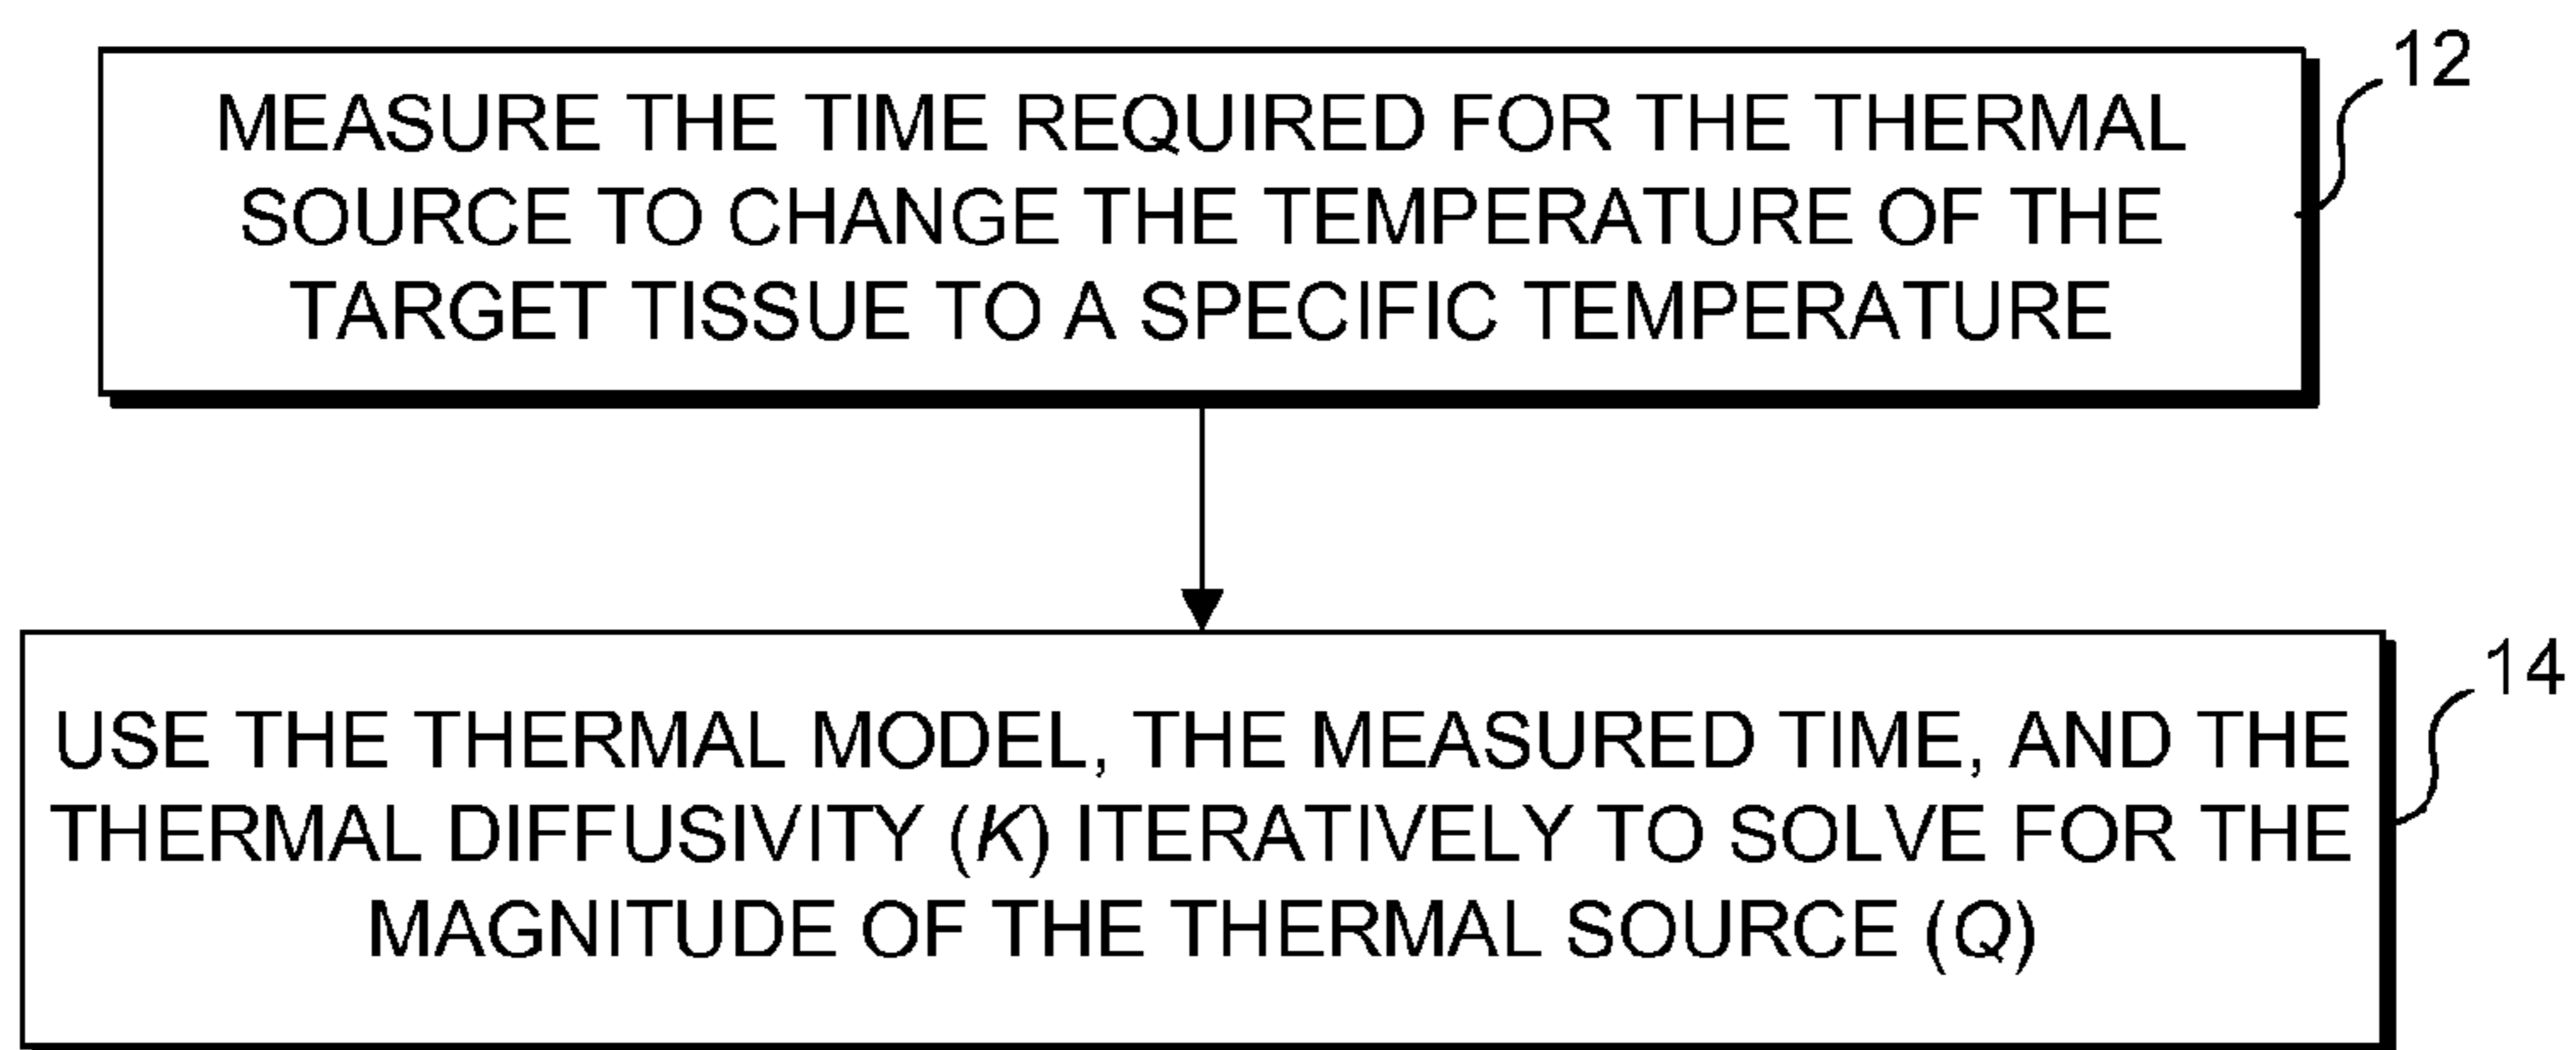 12
MEASURE THE TIME REQUIRED FOR THE THERMAL
SOURCE TO CHANGE THE TEMPERATURE OF THE
TARGET TISSUE TO A SPECIFIC TEMPERATURE
14
USE THE THERMAL MODEL, THE MEASURED TIME, AND THE
THERMAL DIFFUSIVITY (K) ITERATIVELY TO SOLVE FOR THE
MAGNITUDE OF THE THERMAL SOURCE (Q)